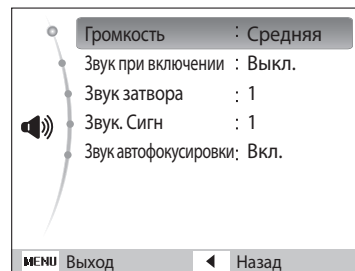 Громкость : Средняя
Звук при включении : Выкл.
Звук затвора : 1
Звук. Сигн : 1
Звук автофокусировки: Вкл.
MENU Выход ◀ Назад